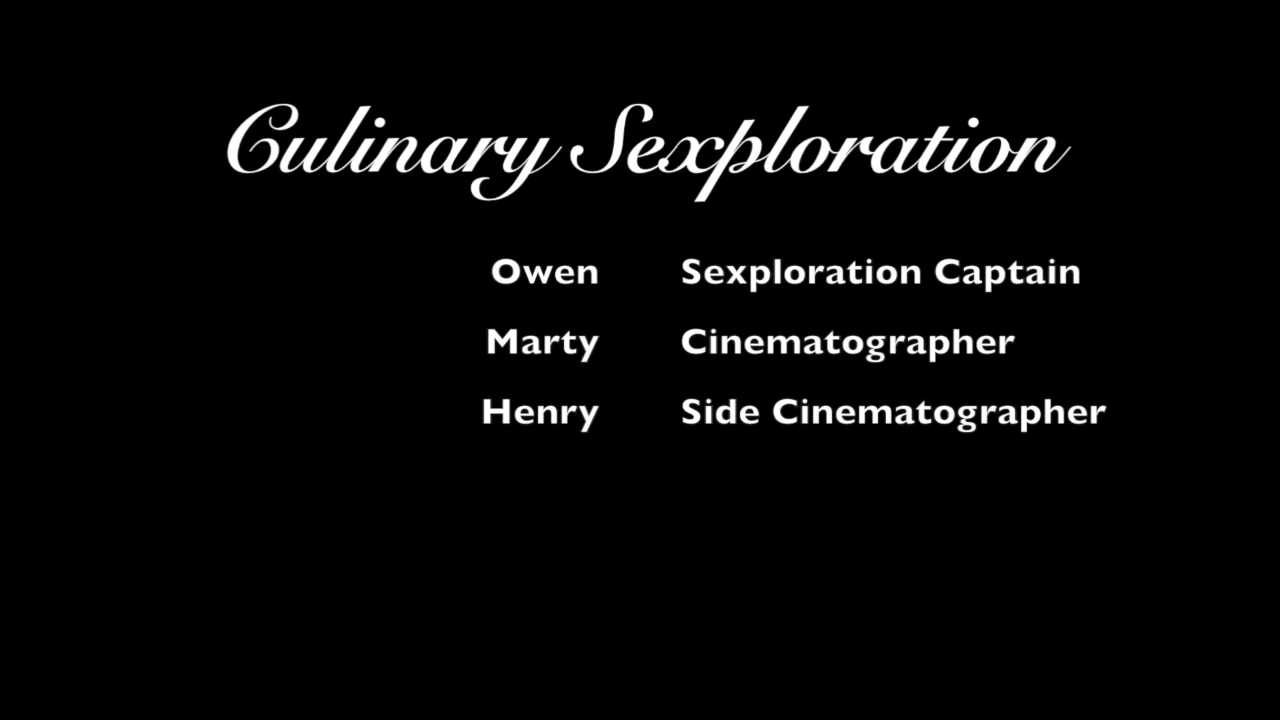 Culinary Sexploration
Owen Sexploration Captain
Marty Cinematographer
Henry Side Cinematographer